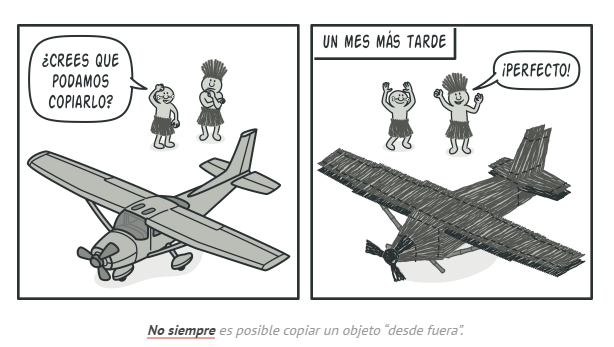 ¿CREES QUE
PODAMOS
COPIARLO?
UN MES MÁS TARDE
¡PERFECTO!
No siempre es posible copiar un objeto “desde fuera”.